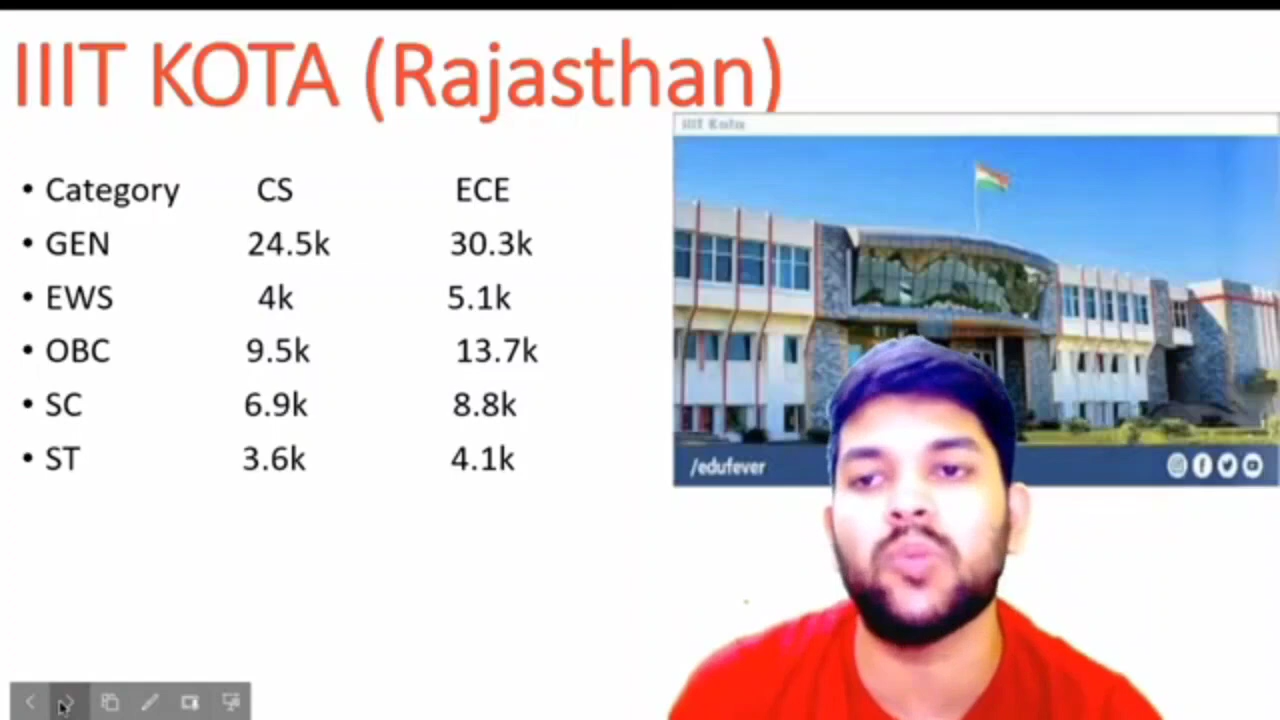 IIIT KOTA (Rajasthan)
IIIT Kota
• Category CS ECE
• GEN 24.5k 30.3k
• EWS 4k 5.1k
• OBC 9.5k 13.7k
• SC 6.9k 8.8k
• ST 3.6k 4.1k
/edufever